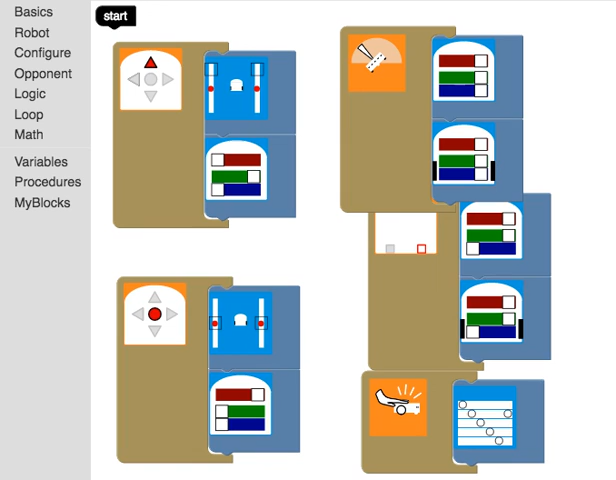 Basics
Robot
Configure
Opponent
Logic
Loop
Math
Variables
Procedures
MyBlocks
start